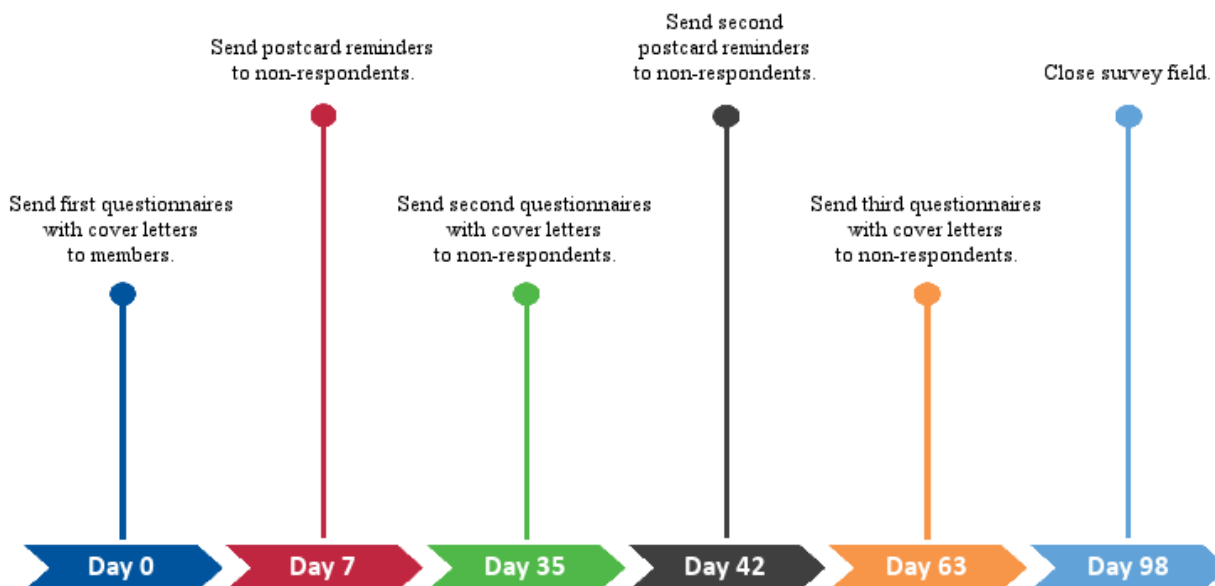 Send postcard reminders
to non-respondents.
Send second
postcard reminders
to non-respondents.
Close survey field.
Send first questionnaires
with cover letters
to members.
Send second questionnaires
with cover letters
to non-respondents.
Send third questionnaires
with cover letters
to non-respondents.
Day 0
Day 7
Day 35
Day 42
Day 63
Day 98